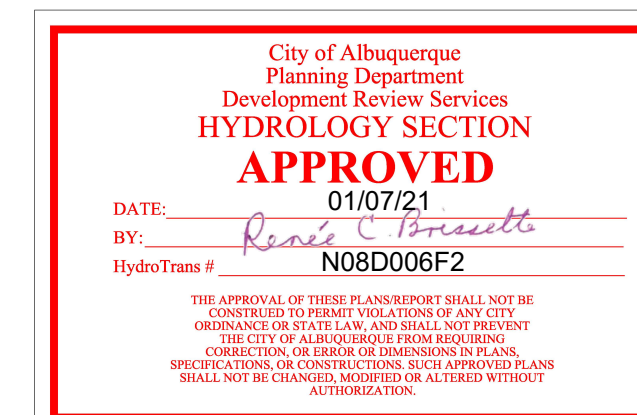 City of Albuquerque
Planning Department
Development Review Services
HYDROLOGY SECTION
APPROVED
DATE: 01/07/21
BY: Renée C. Brissette
HydroTrans # N08D006F2
THE APPROVAL OF THESE PLANS/REPORT SHALL NOT BE
CONSTRUED TO PERMIT VIOLATIONS OF ANY CITY
ORDINANCE OR STATE LAW, AND SHALL NOT PREVENT
THE CITY OF ALBUQUERQUE FROM REQUIRING
CORRECTION, OR ERROR OR DIMENSIONS IN PLANS,
SPECIFICATIONS, OR CONSTRUCTIONS. SUCH APPROVED PLANS
SHALL NOT BE CHANGED, MODIFIED OR ALTERED WITHOUT
AUTHORIZATION.